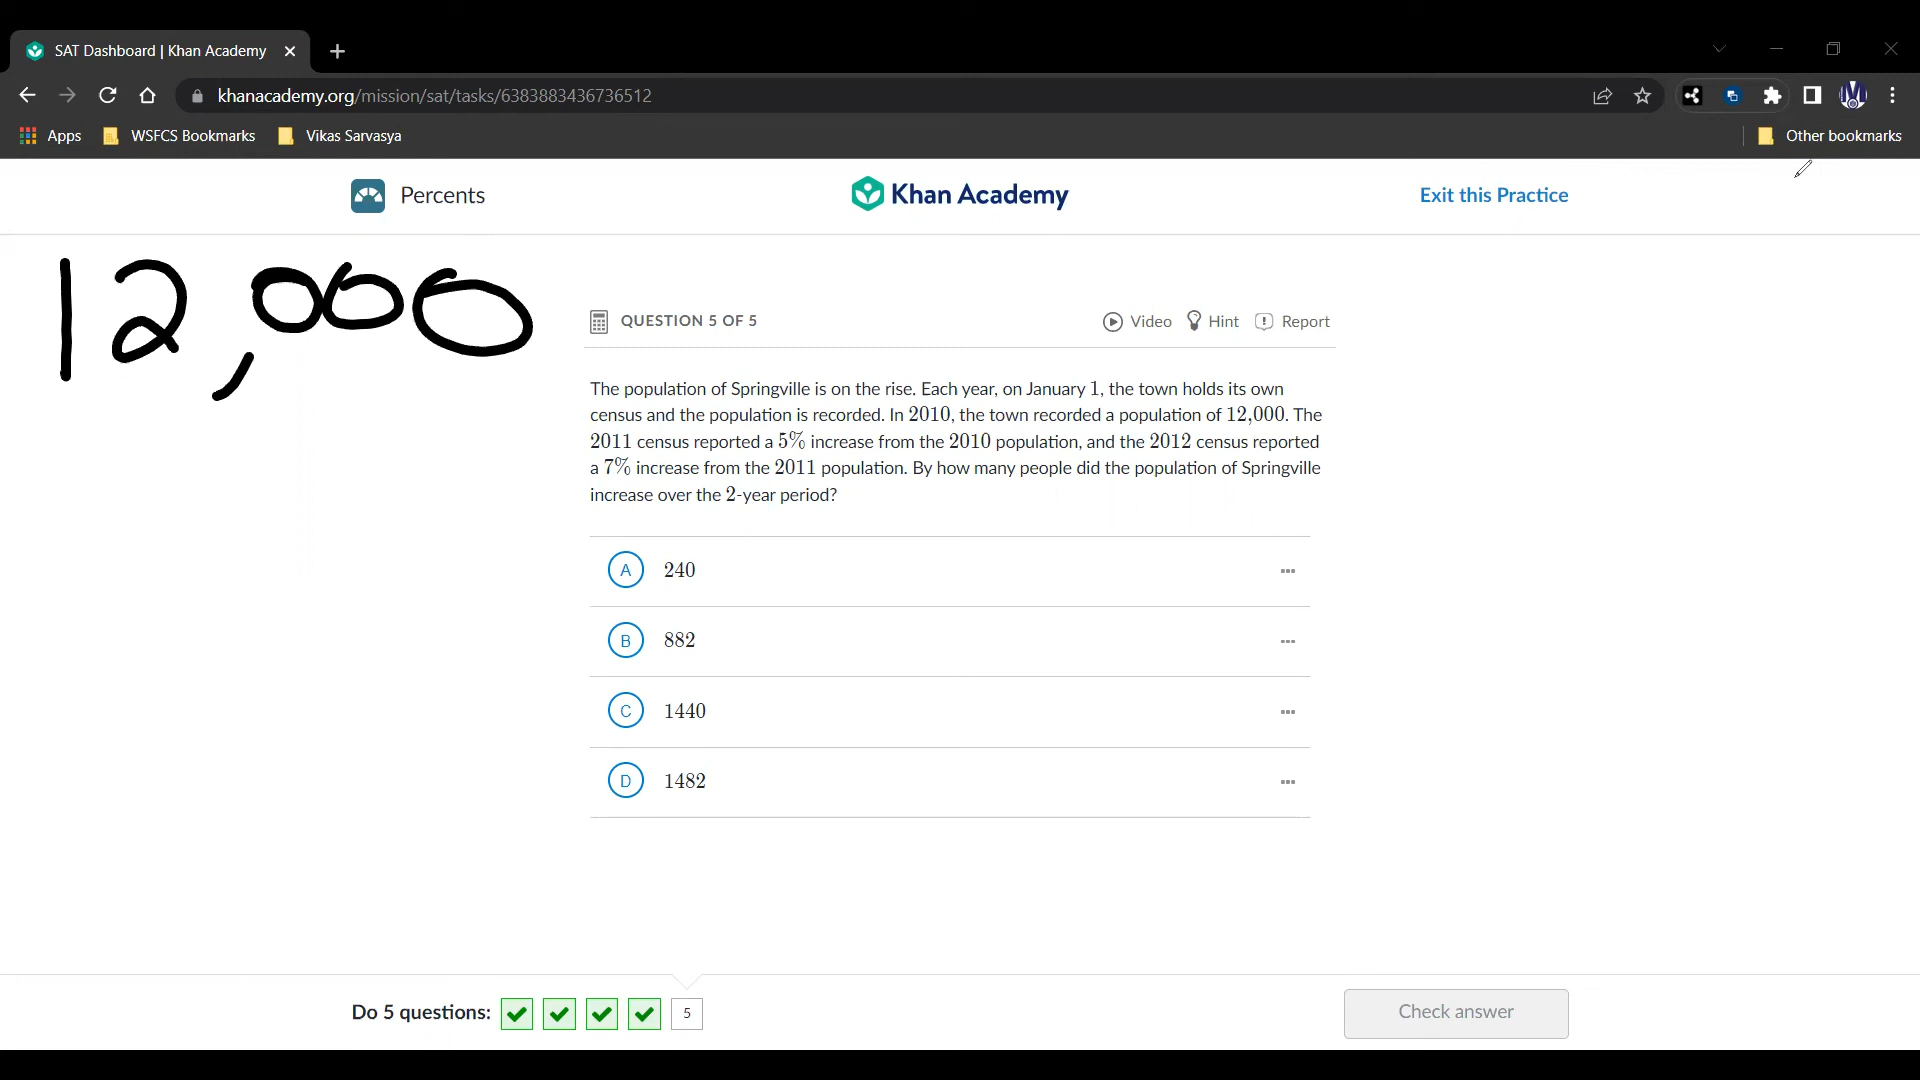 SAT Dashboard | Khan Academy
khanacademy.org/mission/sat/tasks/6383883436736512
Apps WSFCS Bookmarks Vikas Sarvasya Other bookmarks
Percents Khan Academy Exit this Practice
12,000
QUESTION 5 OF 5 Video Hint Report
The population of Springville is on the rise. Each year, on January 1, the town holds its own
census and the population is recorded. In 2010, the town recorded a population of 12,000. The
2011 census reported a 5% increase from the 2010 population, and the 2012 census reported
a 7% increase from the 2011 population. By how many people did the population of Springville
increase over the 2-year period?
A 240
B 882
C 1440
D 1482
Do 5 questions: 5 Check answer